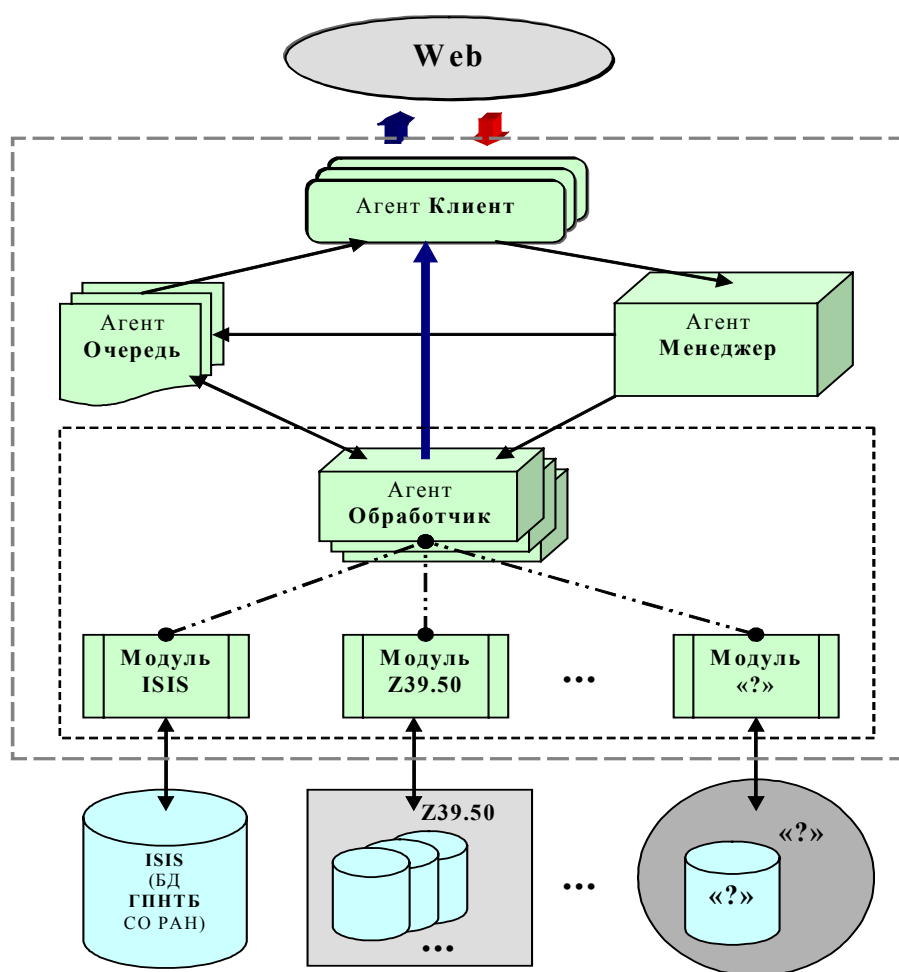 Web
Агент Клиент
Агент
Очередь
Агент
Менеджер
Агент
Обработчик
Модуль
ISIS
Модуль
Z39.50
...
Модуль
«?»
ISIS
(БД
ГПНТБ
СО РАН)
Z39.50
...
...
«?»
«?»